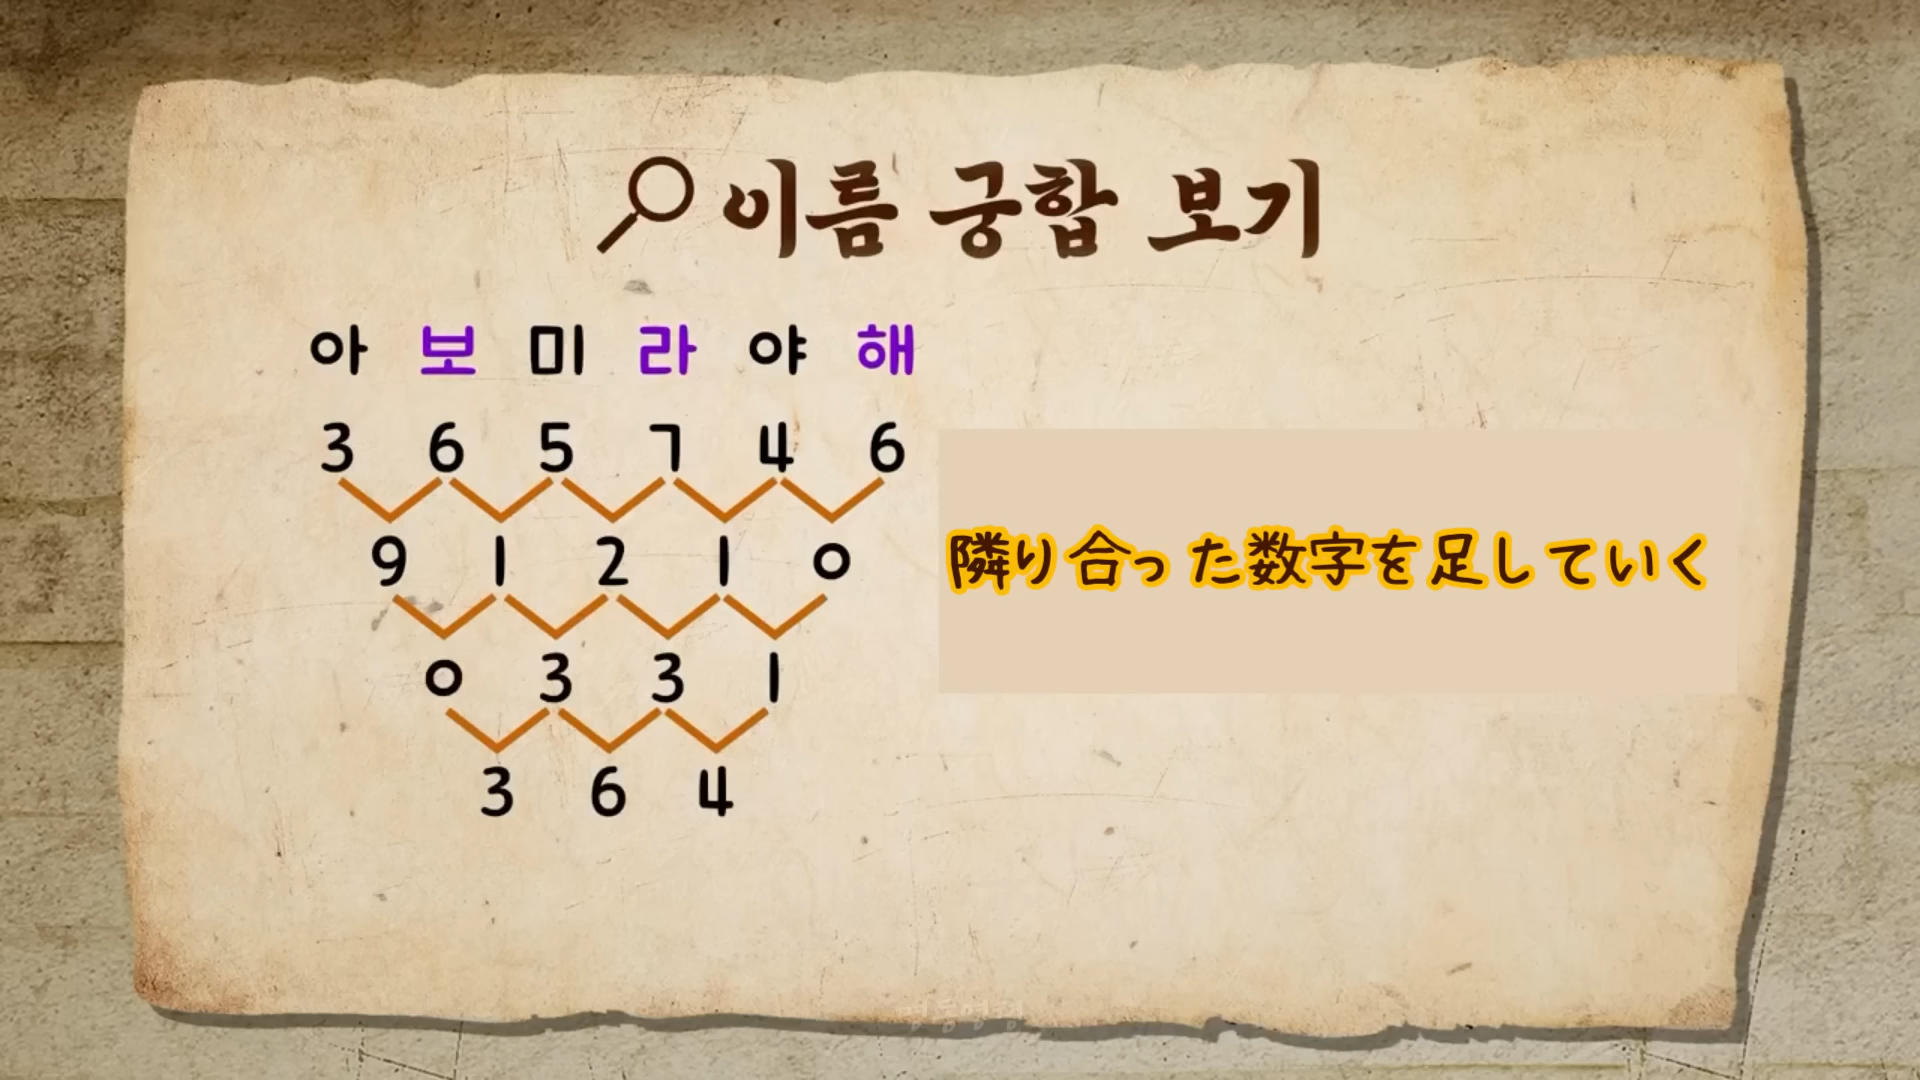 이름 궁합 보기
아 보 미 라 야 해
3 6 5 7 4 6
9 1 2 1 0
隣り合った数字を足していく
0 3 3 1
3 6 4